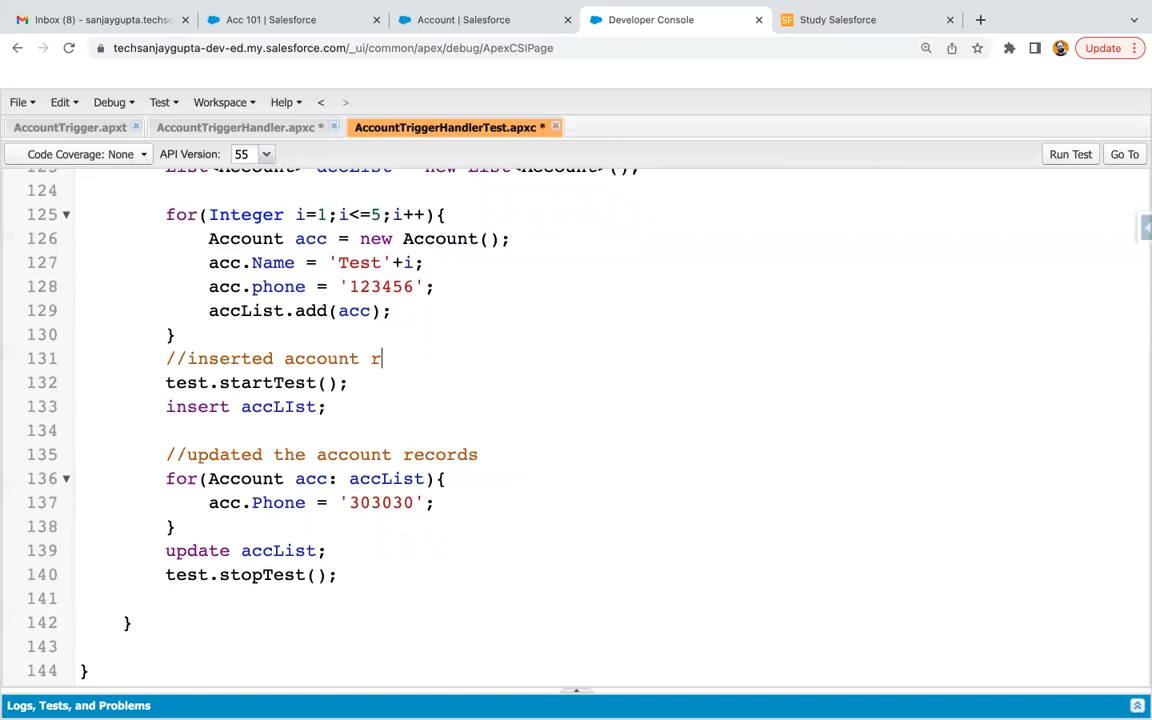 Inbox (8) - sanjaygupta.techsc
Acc 101 | Salesforce
Account | Salesforce
Developer Console
SF Study Salesforce
techsanjaygupta-dev-ed.my.salesforce.com/_ui/common/apex/debug/ApexCSIPage
Update
File Edit Debug Test Workspace Help < >
AccountTrigger.apxt
AccountTriggerHandler.apxc *
AccountTriggerHandlerTest.apxc *
Code Coverage: None API Version: 55 Run Test Go To
123 List<Account> accList = new List<Account>();
124
125 for(Integer i=1;i<=5;i++){
126 Account acc = new Account();
127 acc.Name = 'Test'+i;
128 acc.phone = '123456';
129 accList.add(acc);
130 }
131 //inserted account r
132 test.startTest();
133 insert accLIst;
134
135 //updated the account records
136 for(Account acc: accList){
137 acc.Phone = '303030';
138 }
139 update accList;
140 test.stopTest();
141
142 }
143
144 }
Logs, Tests, and Problems